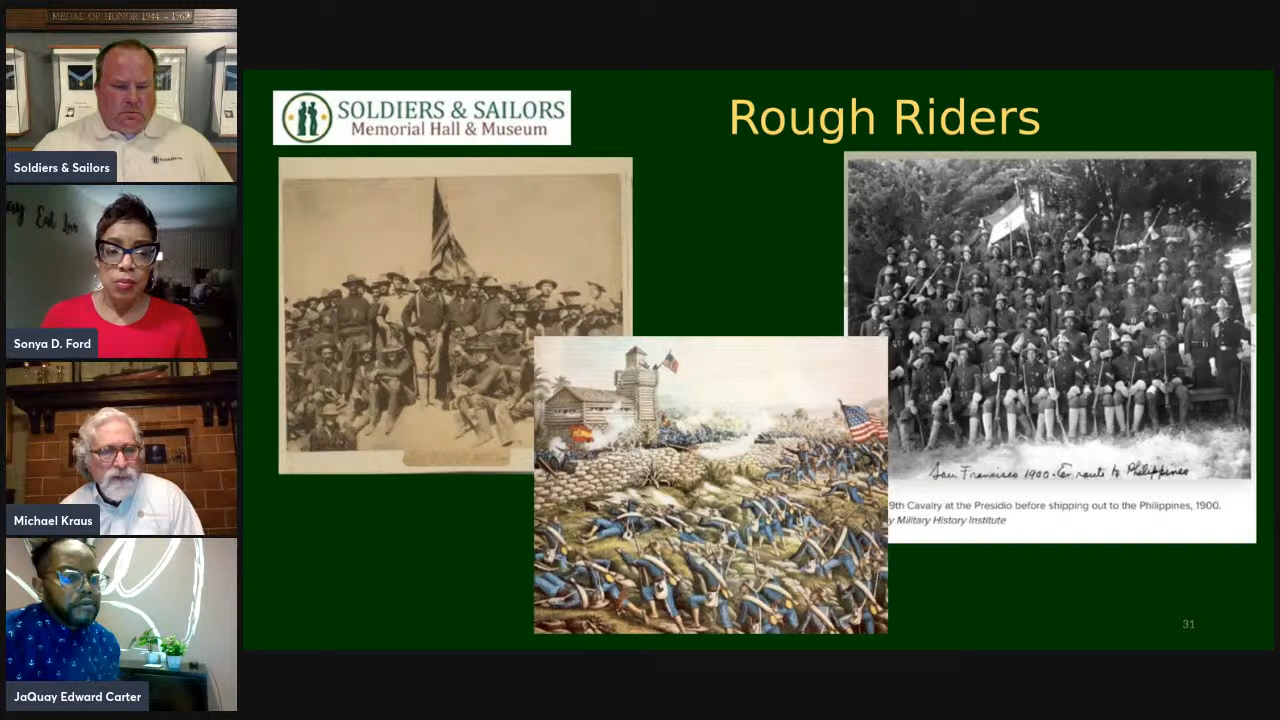 MEDAL OF HONOR 1944 - 1969
Soldiers & Sailors
Eat
Sonya D. Ford
Michael Kraus
JaQuay Edward Carter
SOLDIERS & SAILORS
Memorial Hall & Museum
Rough Riders
San Francisco 1900 - En route to Philippines
9th Cavalry at the Presidio before shipping out to the Philippines, 1900.
y Military History Institute
31